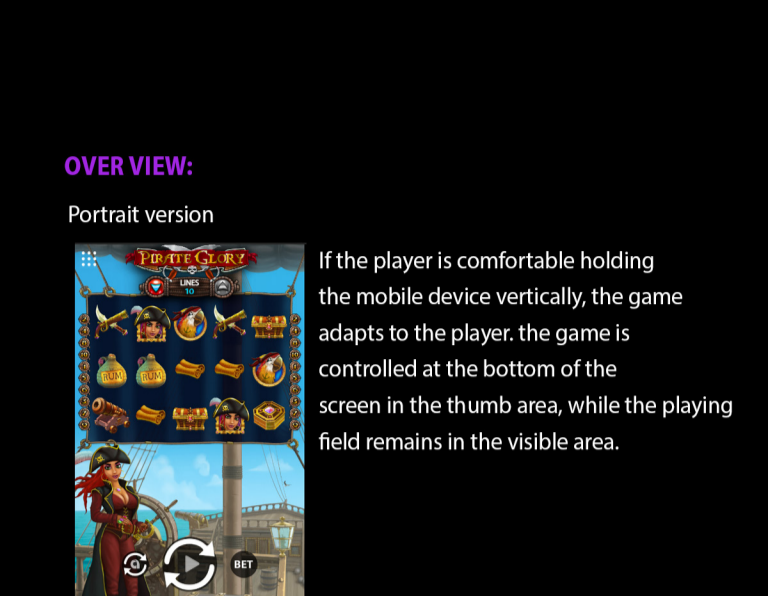 OVER VIEW:
Portrait version
PIRATE GLORY
LINES
10
RUM
RUM
BET
If the player is comfortable holding
the mobile device vertically, the game
adapts to the player. the game is
controlled at the bottom of the
screen in the thumb area, while the playing
field remains in the visible area.